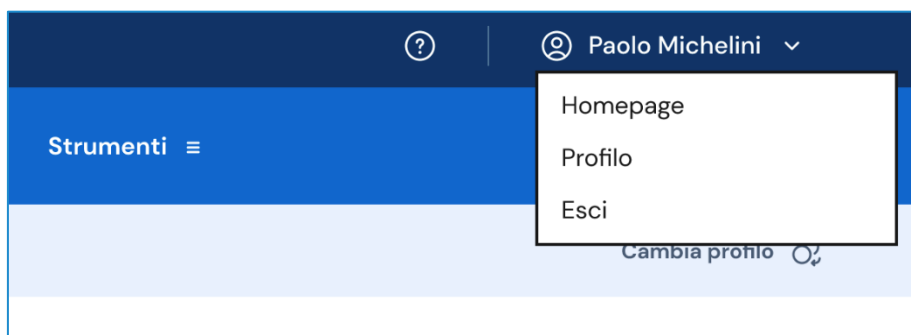 Paolo Michelini
Homepage
Strumenti
Profilo
Esci
Cambia profilo